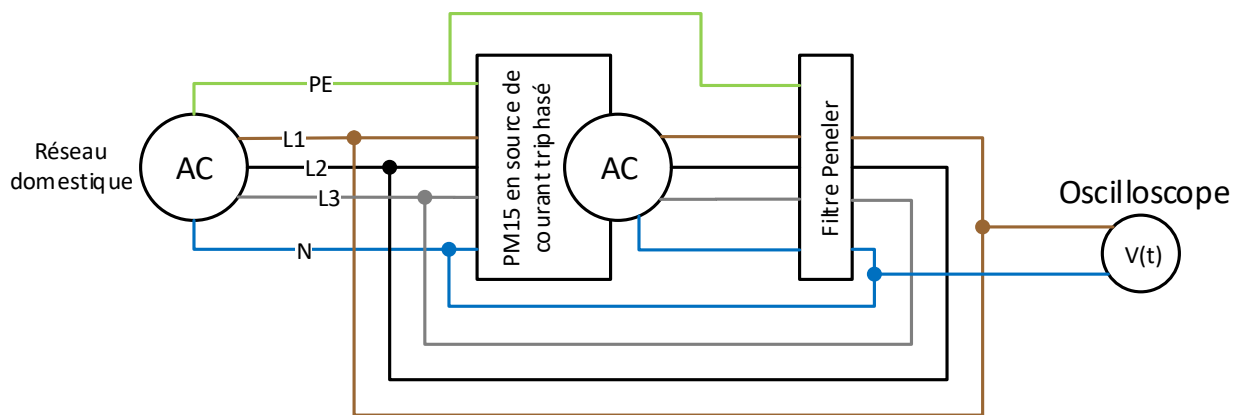 PE
L1
Réseau
domestique
AC
L2
L3
N
PM15 en source de
courant triphasé
AC
Filtre Peneler
Oscilloscope
V(t)